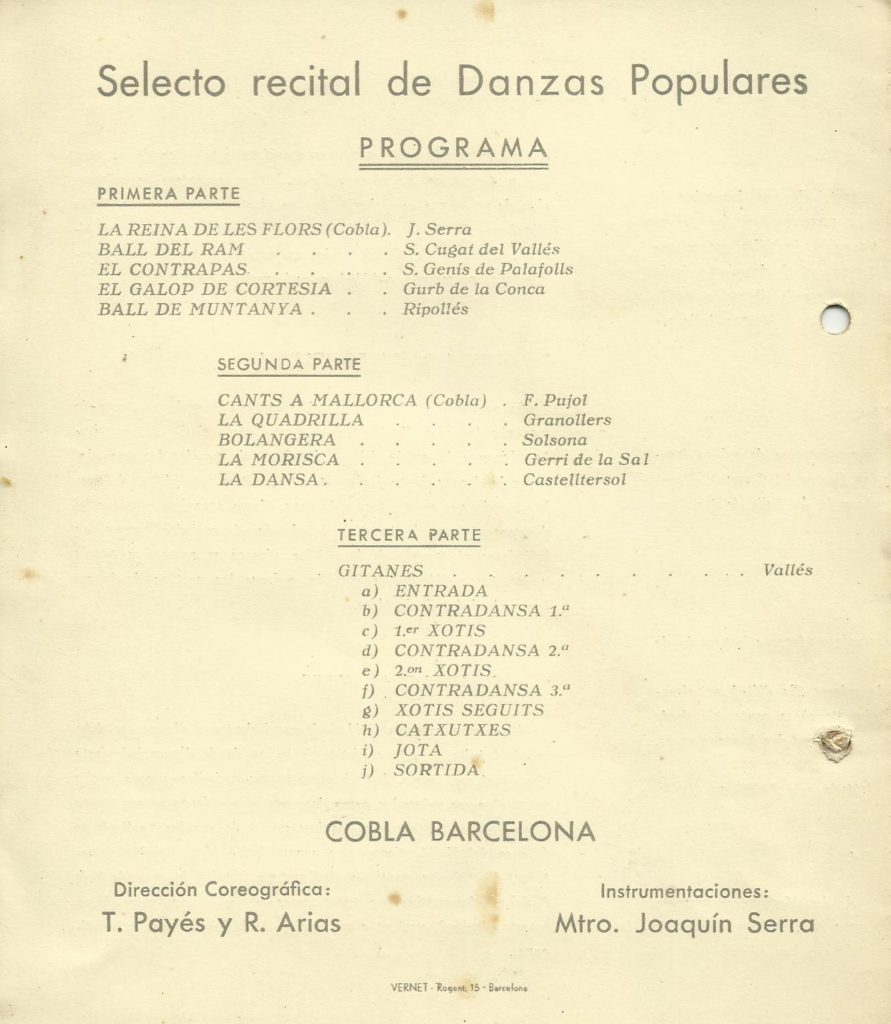 Selecto recital de Danzas Populares
PROGRAMA
PRIMERA PARTE
LA REINA DE LES FLORS (Cobla). J. Serra
BALL DEL RAM . . . . S. Cugat del Vallés
EL CONTRAPAS . . . . S. Genís de Palafolls
EL GALOP DE CORTESIA . . Gurb de la Conca
BALL DE MUNTANYA . . . Ripollés
SEGUNDA PARTE
CANTS A MALLORCA (Cobla) . F. Pujol
LA QUADRILLA . . . . Granollers
BOLANGERA . . . . . Solsona
LA MORISCA . . . . . Gerri de la Sal
LA DANSA . . . . . . Castelltersol
TERCERA PARTE
GITANES . . . . . . . . . Vallés
a) ENTRADA
b) CONTRADANSA 1.ª
c) 1.er XOTIS
d) CONTRADANSA 2.ª
e) 2.on XOTIS
f) CONTRADANSA 3.ª
g) XOTIS SEGUITS
h) CATXUTXES
i) JOTA
j) SORTIDA
COBLA BARCELONA
Dirección Coreográfica:
T. Payés y R. Arias
Instrumentaciones:
Mtro. Joaquín Serra
VERNET - Rogent, 15 - Barcelona